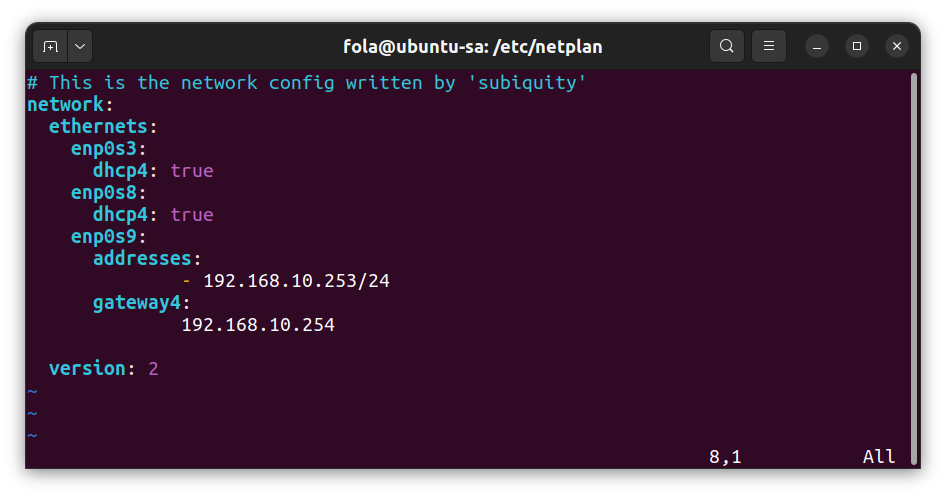 fola@ubuntu-sa: /etc/netplan
# This is the network config written by 'subiquity'
network:
  ethernets:
    enp0s3:
      dhcp4: true
    enp0s8:
      dhcp4: true
    enp0s9:
      addresses:
              - 192.168.10.253/24
      gateway4:
              192.168.10.254

  version: 2
~
~
~
8,1 All